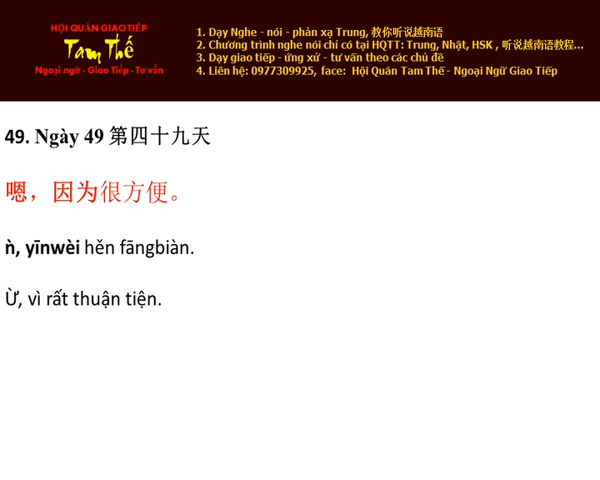 HỘI QUÁN GIAO TIẾP
Tam Thế
Ngoại ngữ - Giao Tiếp - Tư vấn
1. Dạy Nghe - nói - phản xạ Trung, 教你听说越南语
2. Chương trình nghe nói chỉ có tại HQTT: Trung, Nhật, HSK , 听说越南语教程...
3. Dạy giao tiếp - ứng xử - tư vấn theo các chủ đề
4. Liên hệ: 0977309925, face:  Hội Quán Tam Thế - Ngoại Ngữ Giao Tiếp
49. Ngày 49 第四十九天
嗯，因为很方便。
ǹ, yīnwèi hěn fāngbiàn.
Ừ, vì rất thuận tiện.